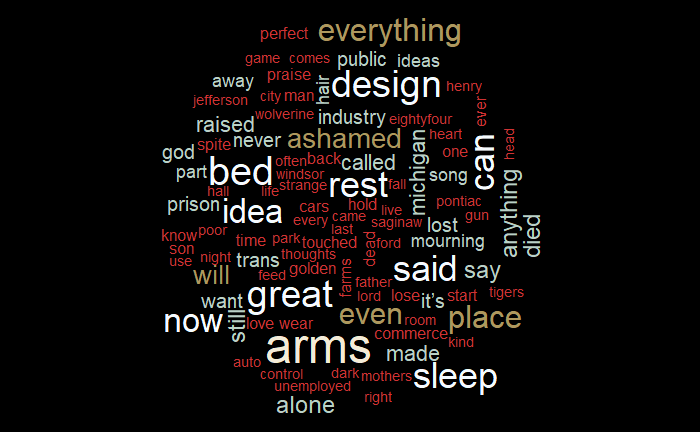 perfect everything
game comes public ideas
away praise hair design henry
jefferson city man ever
wolverine industry eightyfour
raised ashamed heart head
god spite never michigan one can
part bed often back called song
hall life windsor strange rest fall
prison idea cars hold live pontiac gun anything died
every came saginaw lost
know poor time park touched last dead ford mourning
son use night trans thoughts
will feed golden farms said say
want great father lord lose it's start tigers
now still love wear even room place
arms commerce kind
auto made
control dark mothers sleep
unemployed right
alone